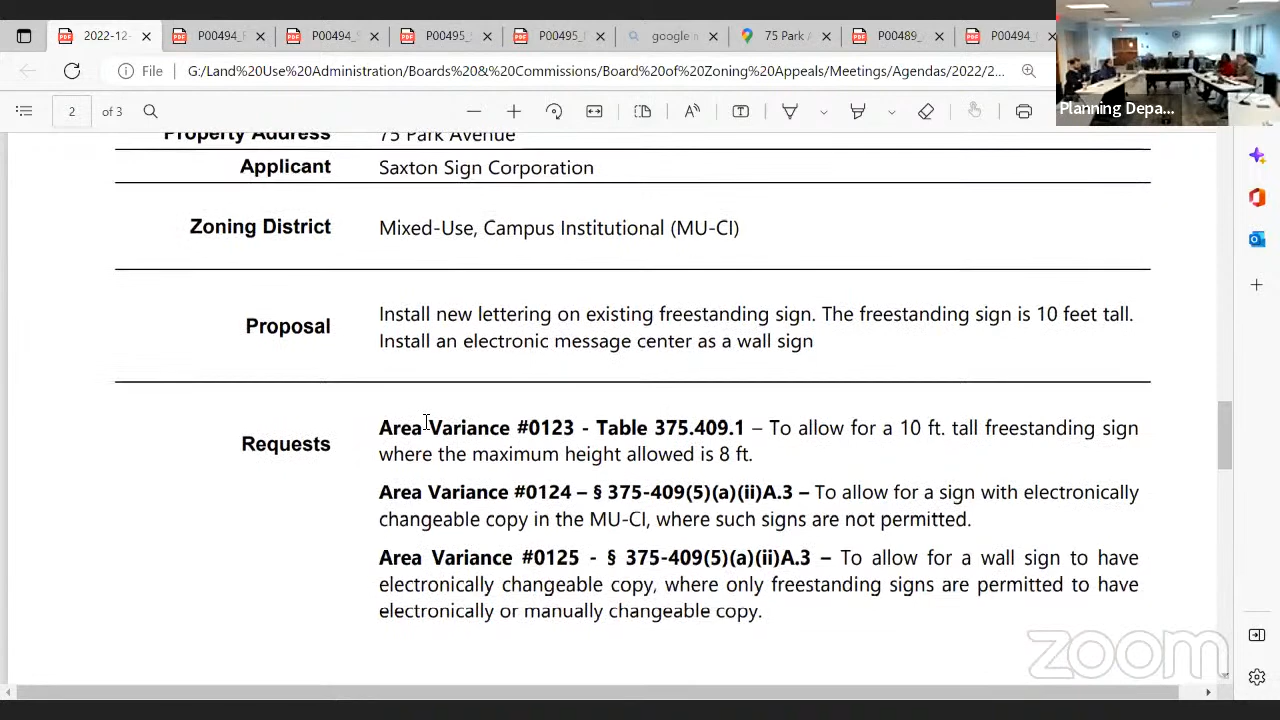 2022-12-
P00494_
P00494_
P00495_
P00495_
google m
75 Park
P00489_
P00494_
File
G:/Land%20Use%20Administration/Boards%20&%20Commissions/Board%20of%20Zoning%20Appeals/Meetings/Agendas/2022/2...
Planning Depa...
2 of 3
Property Address 75 Park Avenue
Applicant Saxton Sign Corporation
Zoning District Mixed-Use, Campus Institutional (MU-CI)
Proposal
Install new lettering on existing freestanding sign. The freestanding sign is 10 feet tall.
Install an electronic message center as a wall sign
Requests
Area Variance #0123 - Table 375.409.1 – To allow for a 10 ft. tall freestanding sign
where the maximum height allowed is 8 ft.
Area Variance #0124 – § 375-409(5)(a)(ii)A.3 – To allow for a sign with electronically
changeable copy in the MU-CI, where such signs are not permitted.
Area Variance #0125 - § 375-409(5)(a)(ii)A.3 – To allow for a wall sign to have
electronically changeable copy, where only freestanding signs are permitted to have
electronically or manually changeable copy.
zoom